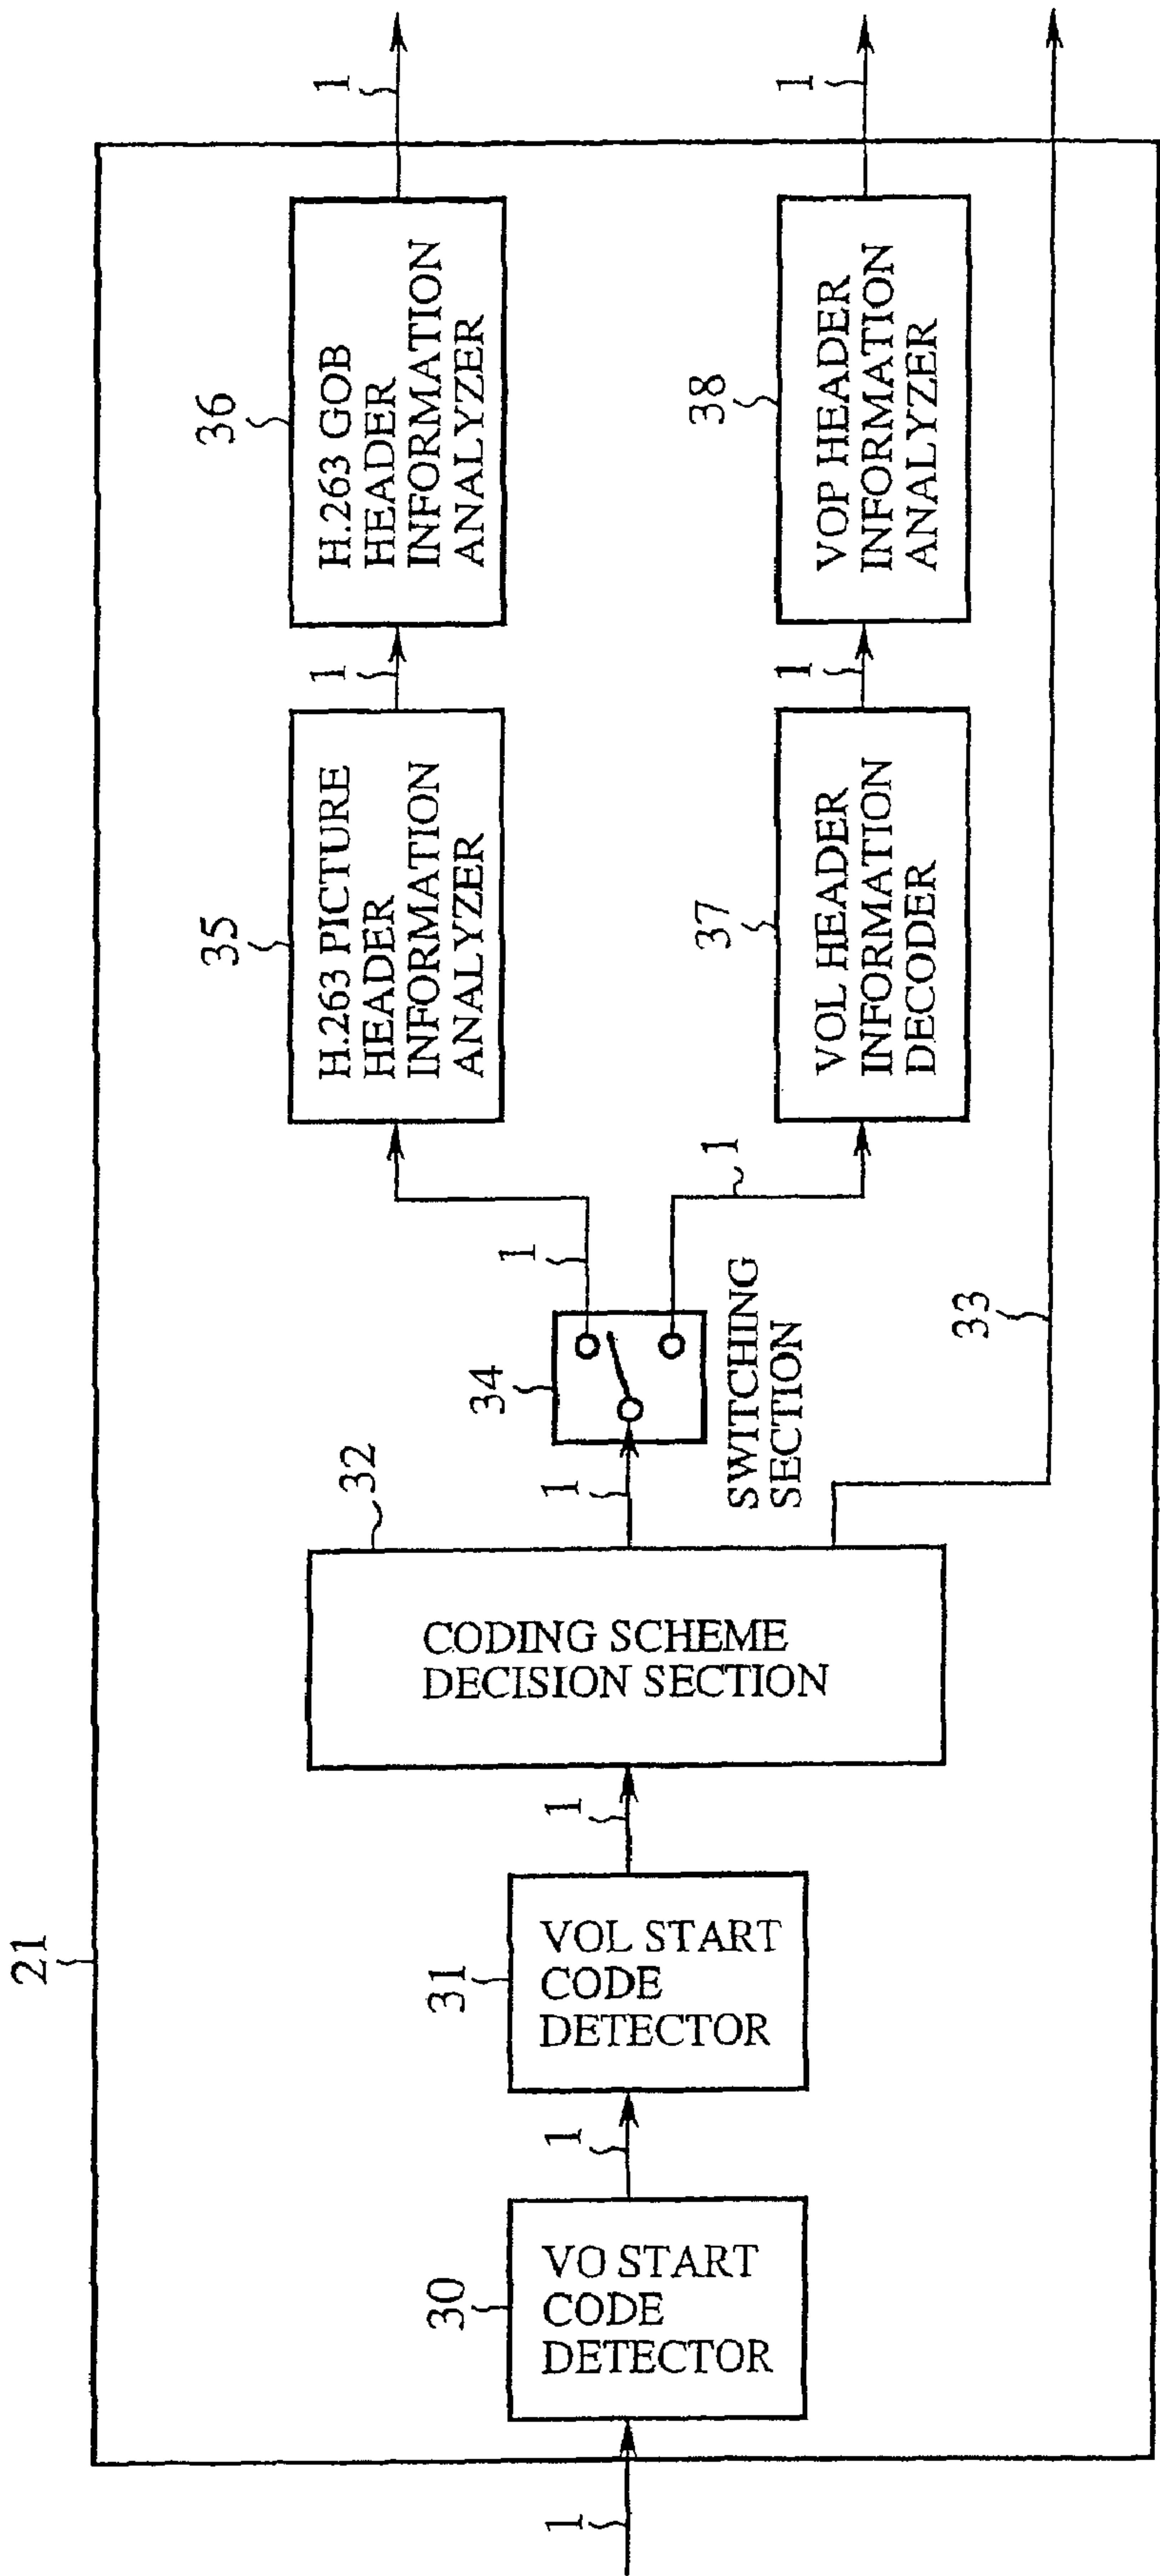 21
1
30
VO START
CODE
DETECTOR
1
31
VOL START
CODE
DETECTOR
1
32
CODING SCHEME
DECISION SECTION
1
34
SWITCHING
SECTION
33
1
35
H.263 PICTURE
HEADER
INFORMATION
ANALYZER
1
36
H.263 GOB
HEADER
INFORMATION
ANALYZER
1
1
37
VOL HEADER
INFORMATION
DECODER
1
38
VOP HEADER
INFORMATION
ANALYZER
1